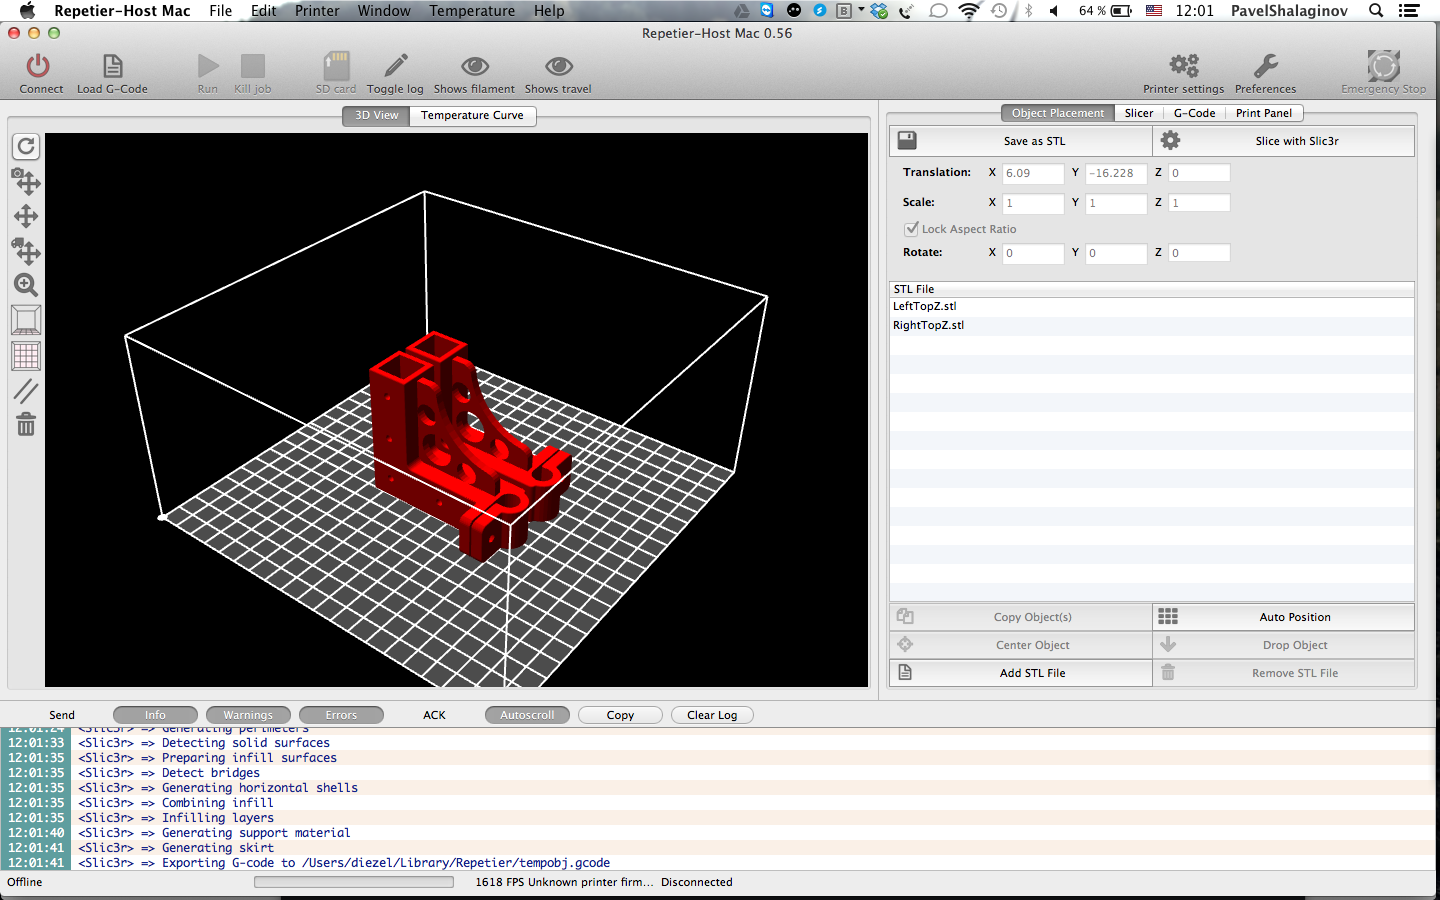 Repetier-Host Mac File Edit Printer Window Temperature Help 64 % 12:01 PavelShalaginov
Repetier-Host Mac 0.56
Connect Load G-Code Run Kill job SD card Toggle log Shows filament Shows travel Printer settings Preferences Emergency Stop
3D View Temperature Curve
Object Placement Slicer G-Code Print Panel
Save as STL Slice with Slic3r
Translation: X 6.09 Y -16.228 Z 0
Scale: X 1 Y 1 Z 1
Lock Aspect Ratio
Rotate: X 0 Y 0 Z 0
STL File
LeftTopZ.stl
RightTopZ.stl
Copy Object(s) Auto Position
Center Object Drop Object
Add STL File Remove STL File
Send Info Warnings Errors ACK Autoscroll Copy Clear Log
12:01:24 <Slic3r> => Generating perimeters
12:01:33 <Slic3r> => Detecting solid surfaces
12:01:35 <Slic3r> => Preparing infill surfaces
12:01:35 <Slic3r> => Detect bridges
12:01:35 <Slic3r> => Generating horizontal shells
12:01:35 <Slic3r> => Combining infill
12:01:35 <Slic3r> => Infilling layers
12:01:40 <Slic3r> => Generating support material
12:01:41 <Slic3r> => Generating skirt
12:01:41 <Slic3r> => Exporting G-code to /Users/diezel/Library/Repetier/tempobj.gcode
Offline 1618 FPS Unknown printer firm... Disconnected